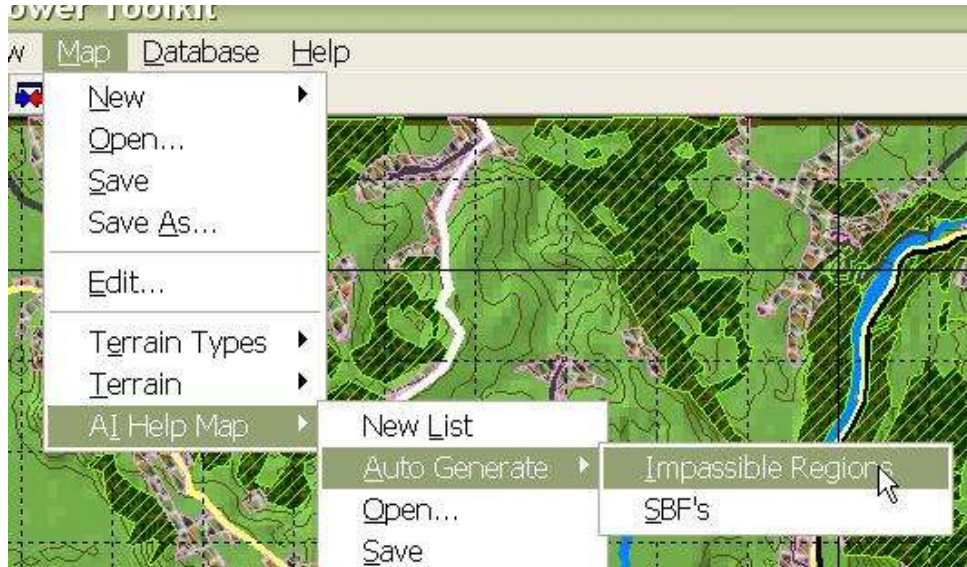 ower Toolkit
w Map Database Help
New
Open...
Save
Save As...
Edit...
Terrain Types
Terrain
AI Help Map
New List
Auto Generate
Open...
Save
Impassible Regions
SBF's